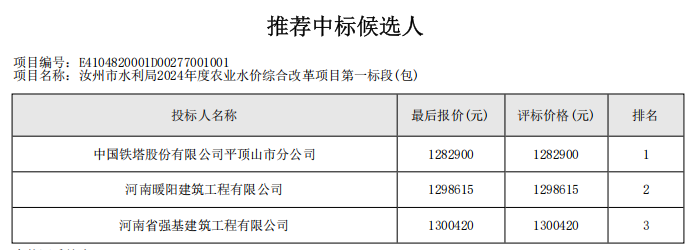 推荐中标候选人
项目编号: E4104820001D00277001001
项目名称: 汝州市水利局2024年度农业水价综合改革项目第一标段(包)
投标人名称 最后报价(元) 评标价格(元) 排名
中国铁塔股份有限公司平顶山市分公司 1282900 1282900 1
河南暖阳建筑工程有限公司 1298615 1298615 2
河南省强基建筑工程有限公司 1300420 1300420 3